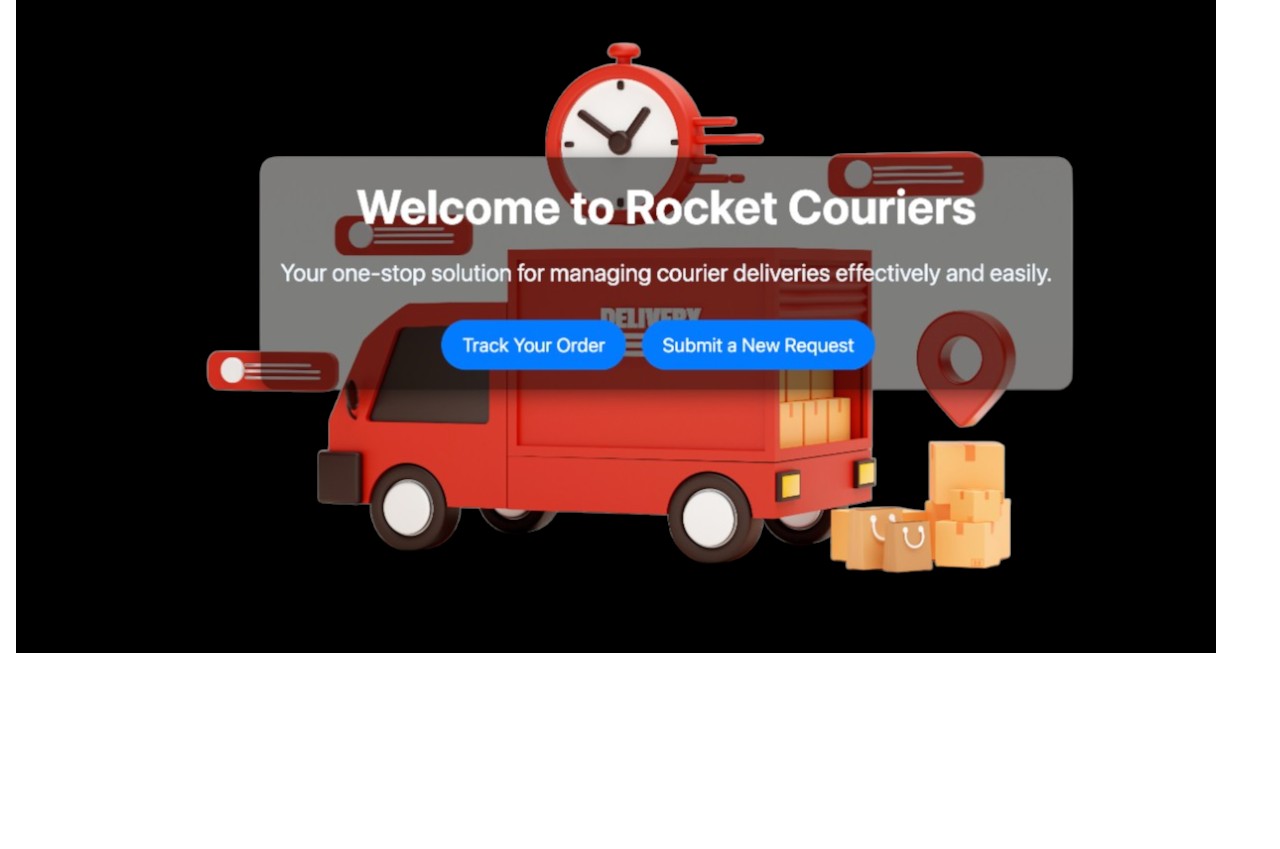 Welcome to Rocket Couriers
Your one-stop solution for managing courier deliveries effectively and easily.
DELIVERY
Track Your Order
Submit a New Request